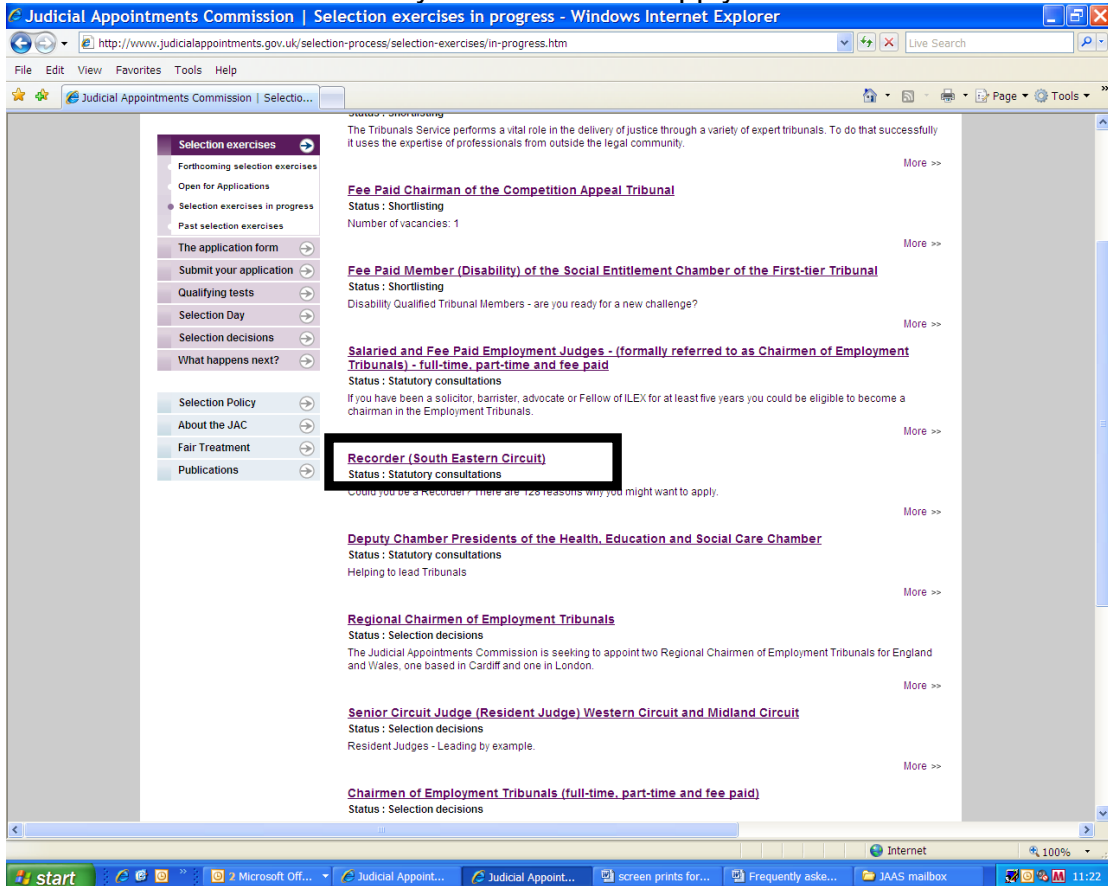 Judicial Appointments Commission | Selection exercises in progress - Windows Internet Explorer
http://www.judicialappointments.gov.uk/selection-process/selection-exercises/in-progress.htm
Live Search
File Edit View Favorites Tools Help
Judicial Appointments Commission | Selectio...
Page Tools
Selection exercises
Forthcoming selection exercises
Open for Applications
Selection exercises in progress
Past selection exercises
The application form
Submit your application
Qualifying tests
Selection Day
Selection decisions
What happens next?
Selection Policy
About the JAC
Fair Treatment
Publications
Status : Shortlisting
The Tribunals Service performs a vital role in the delivery of justice through a variety of expert tribunals. To do that successfully
it uses the expertise of professionals from outside the legal community.
More >>
Fee Paid Chairman of the Competition Appeal Tribunal
Status : Shortlisting
Number of vacancies: 1
More >>
Fee Paid Member (Disability) of the Social Entitlement Chamber of the First-tier Tribunal
Status : Shortlisting
Disability Qualified Tribunal Members - are you ready for a new challenge?
More >>
Salaried and Fee Paid Employment Judges - (formally referred to as Chairmen of Employment
Tribunals) - full-time, part-time and fee paid
Status : Statutory consultations
If you have been a solicitor, barrister, advocate or Fellow of ILEX for at least five years you could be eligible to become a
chairman in the Employment Tribunals.
More >>
Recorder (South Eastern Circuit)
Status : Statutory consultations
Could you be a Recorder? There are 128 reasons why you might want to apply.
More >>
Deputy Chamber Presidents of the Health, Education and Social Care Chamber
Status : Statutory consultations
Helping to lead Tribunals
More >>
Regional Chairmen of Employment Tribunals
Status : Selection decisions
The Judicial Appointments Commission is seeking to appoint two Regional Chairmen of Employment Tribunals for England
and Wales, one based in Cardiff and one in London.
More >>
Senior Circuit Judge (Resident Judge) Western Circuit and Midland Circuit
Status : Selection decisions
Resident Judges - Leading by example.
More >>
Chairmen of Employment Tribunals (full-time, part-time and fee paid)
Status : Selection decisions
Internet 100%
start 2 Microsoft Off... Judicial Appoint... Judicial Appoint... screen prints for... Frequently aske... JAAS mailbox 11:22